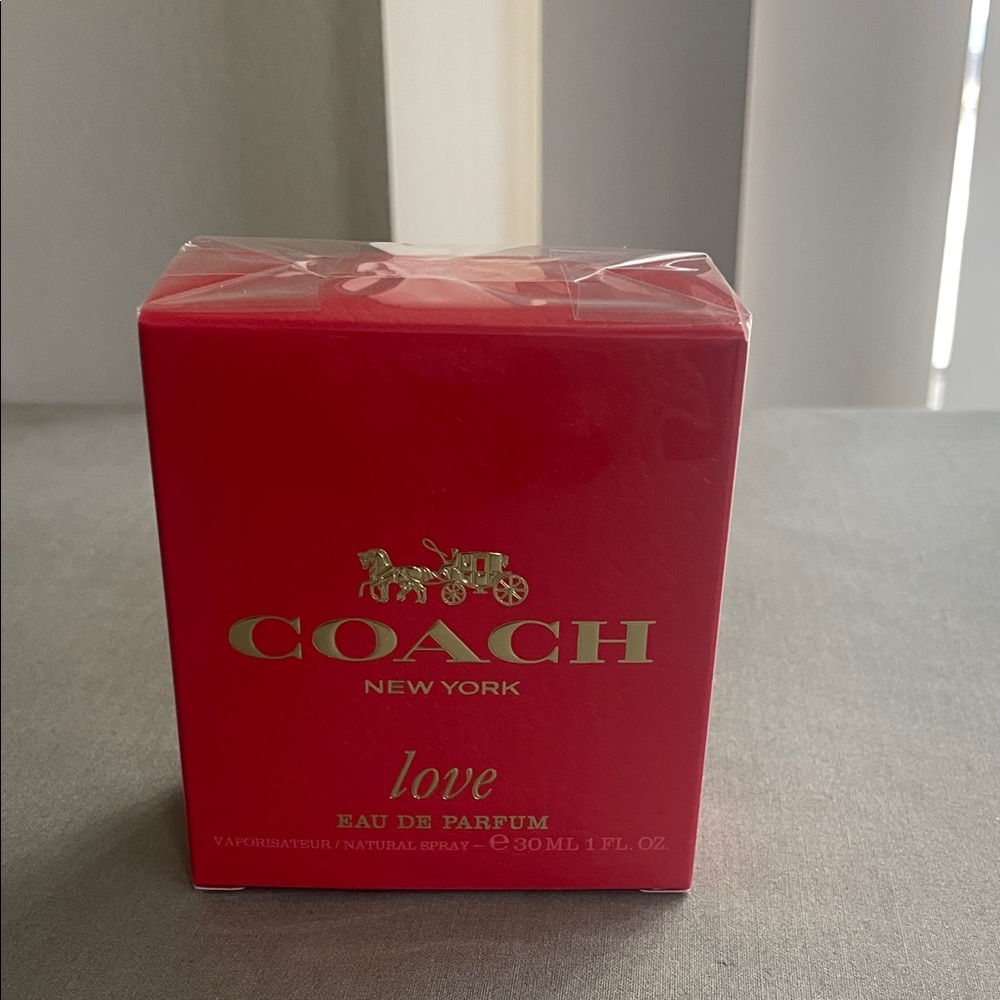 COACH
NEW YORK
love
EAU DE PARFUM
VAPORISATEUR / NATURAL SPRAY – ℮ 30 ML 1 FL. OZ.